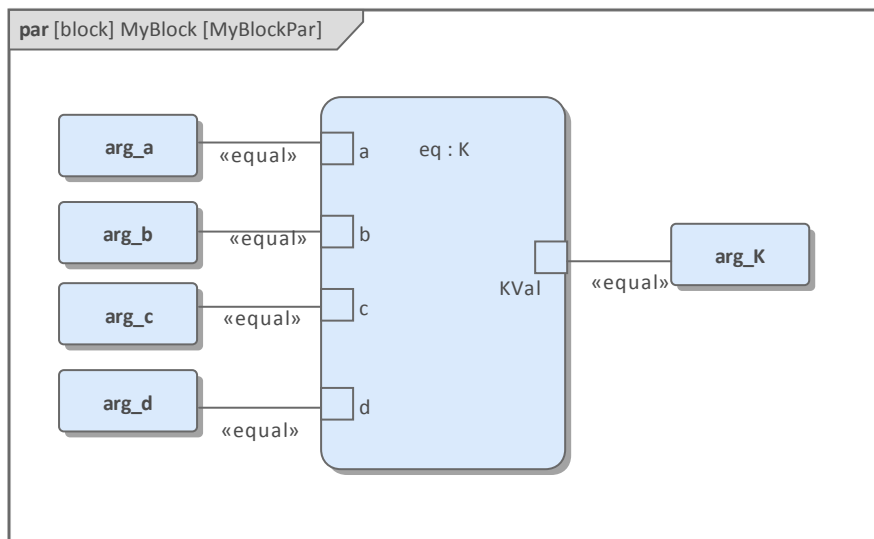 par [block] MyBlock [MyBlockPar]
arg_a
«equal»
a
eq : K
arg_b
«equal»
b
KVal
«equal»
arg_K
arg_c
«equal»
c
arg_d
«equal»
d